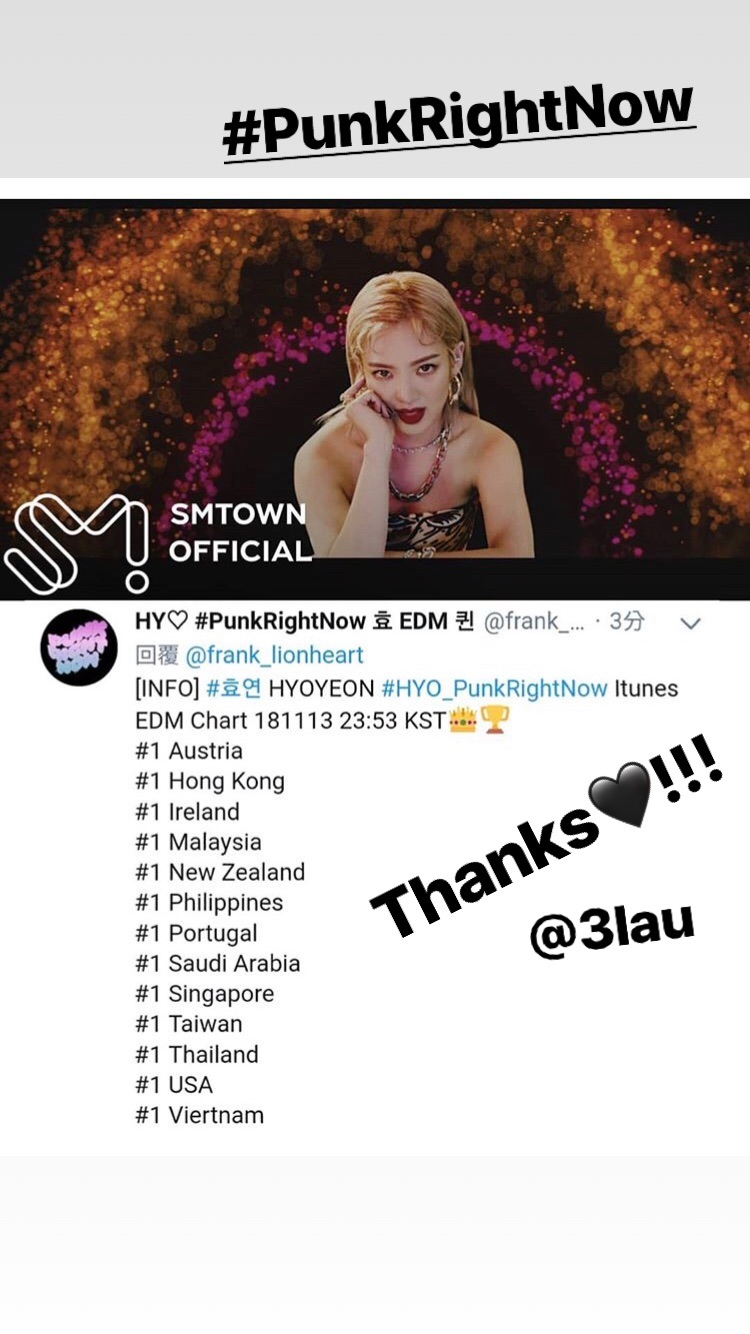 #PunkRightNow
SMTOWN
OFFICIAL
HY♡ #PunkRightNow 효 EDM 퀸 @frank_... · 3分
回覆 @frank_lionheart
[INFO] #효연 HYOYEON #HYO_PunkRightNow Itunes
EDM Chart 181113 23:53 KST👑🏆
#1 Austria
#1 Hong Kong
#1 Ireland
#1 Malaysia
#1 New Zealand
#1 Philippines
#1 Portugal
#1 Saudi Arabia
#1 Singapore
#1 Taiwan
#1 Thailand
#1 USA
#1 Viertnam
Thanks🖤!!!
@3lau